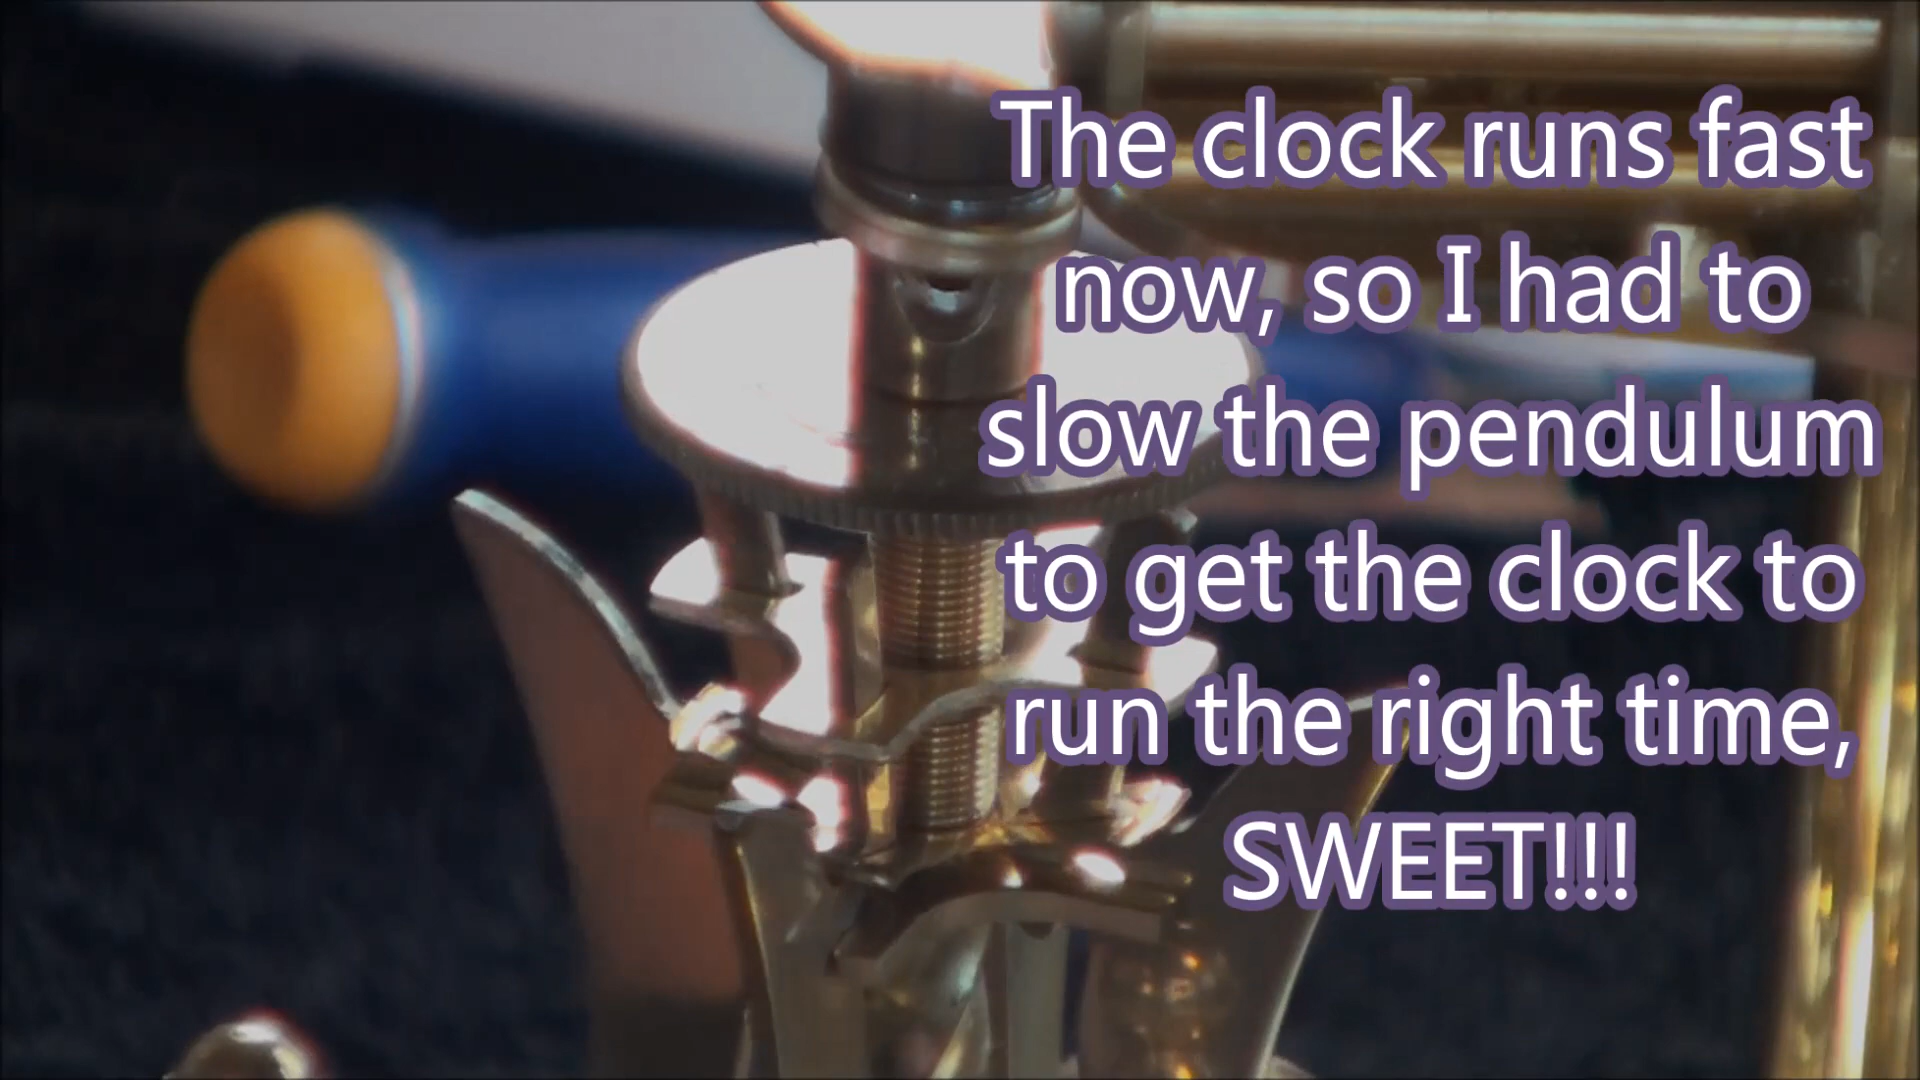 The clock runs fast
now, so I had to
slow the pendulum
to get the clock to
run the right time,
SWEET!!!